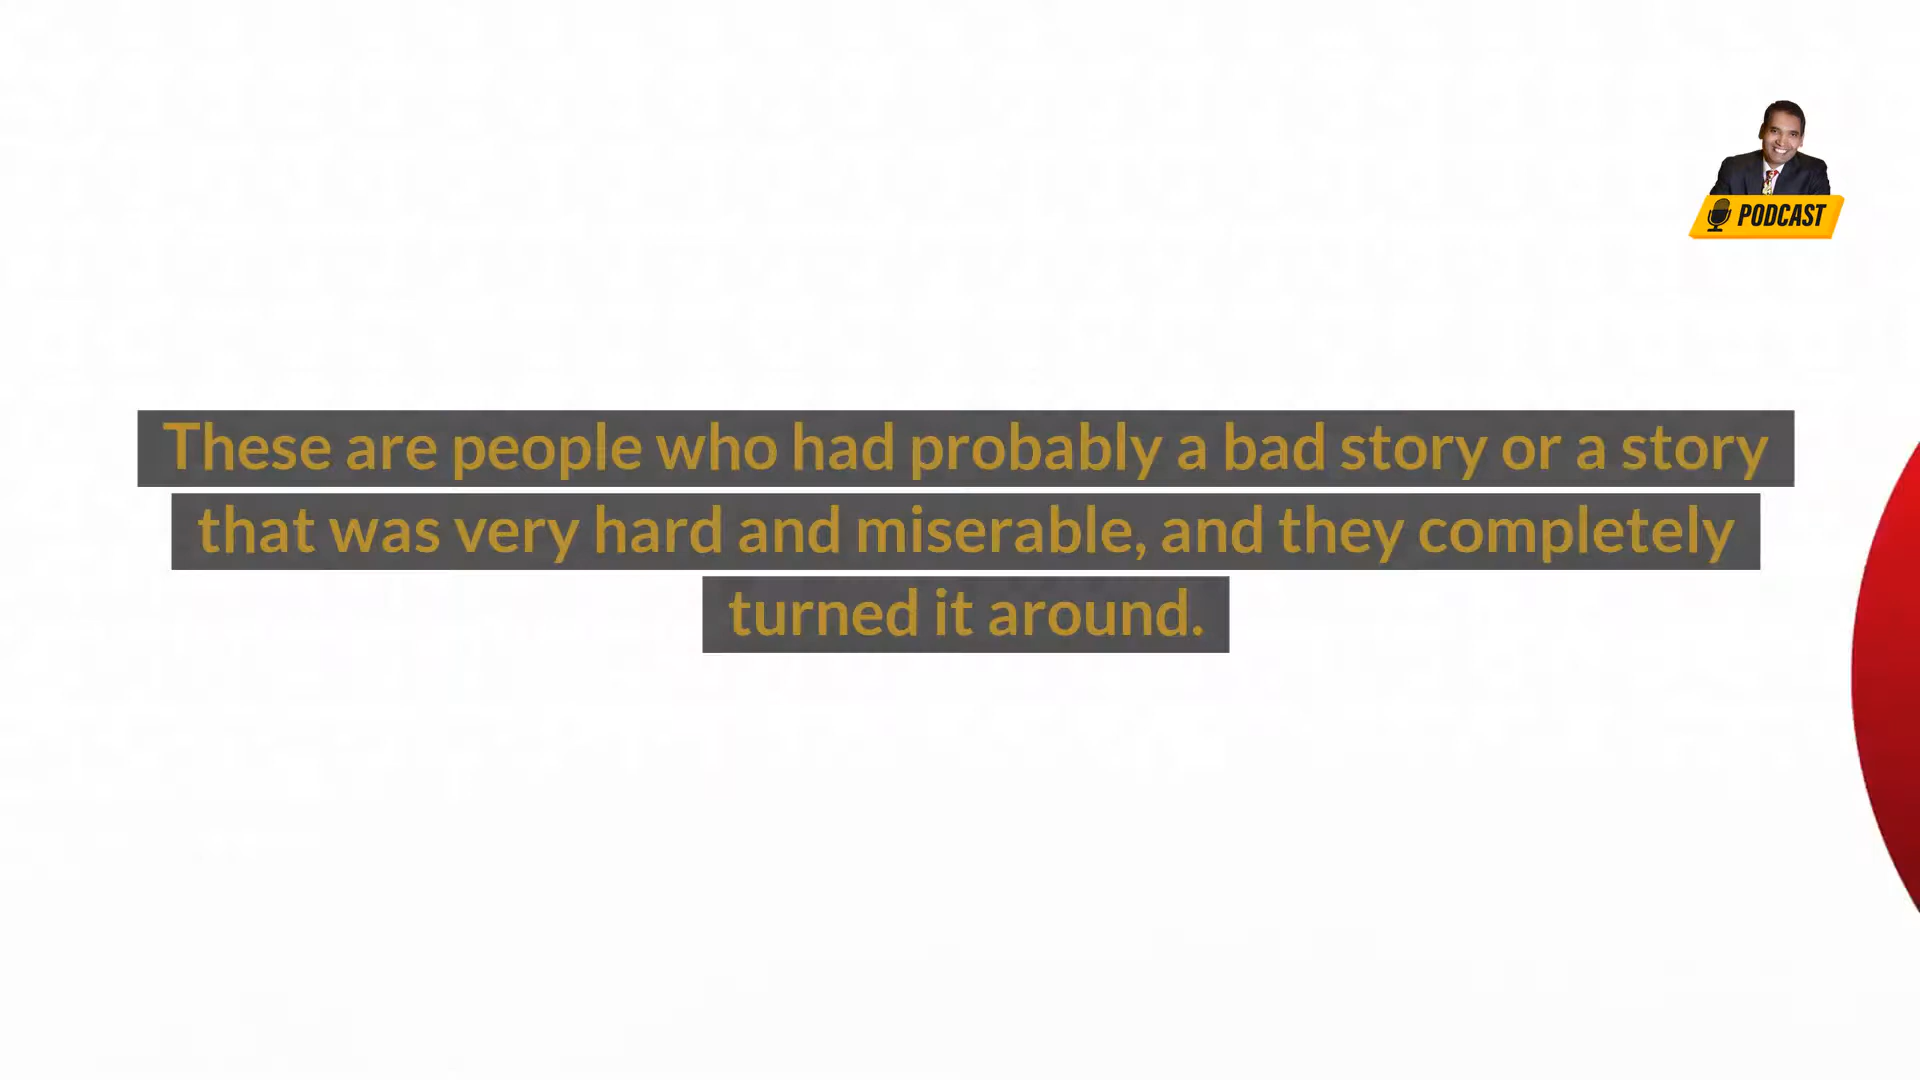 PODCAST
These are people who had probably a bad story or a story
that was very hard and miserable, and they completely
turned it around.